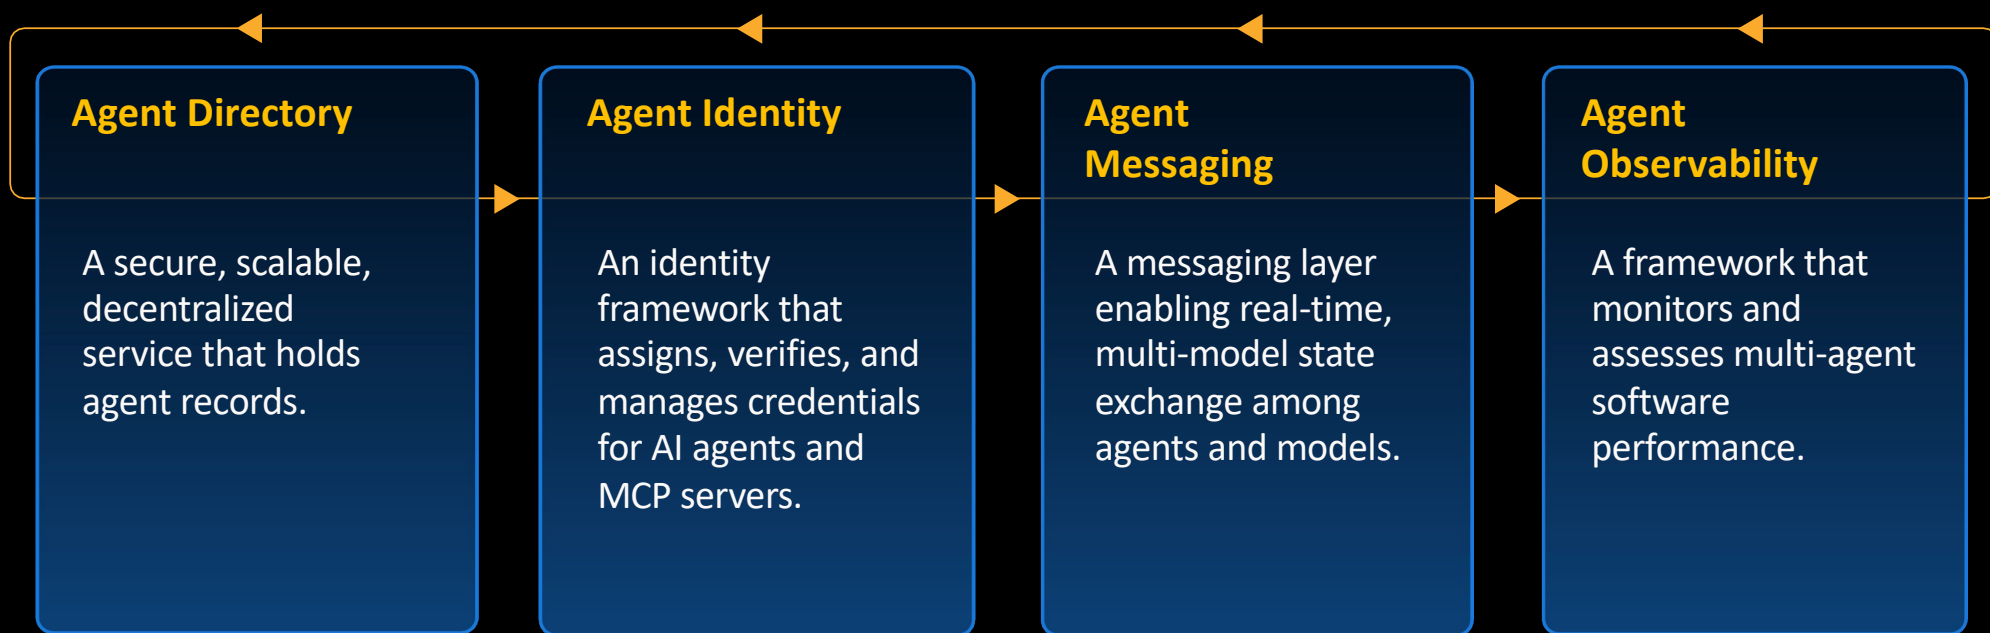 Agent Directory
A secure, scalable,
decentralized
service that holds
agent records.
Agent Identity
An identity
framework that
assigns, verifies, and
manages credentials
for AI agents and
MCP servers.
Agent
Messaging
A messaging layer
enabling real-time,
multi-model state
exchange among
agents and models.
Agent
Observability
A framework that
monitors and
assesses multi-agent
software
performance.